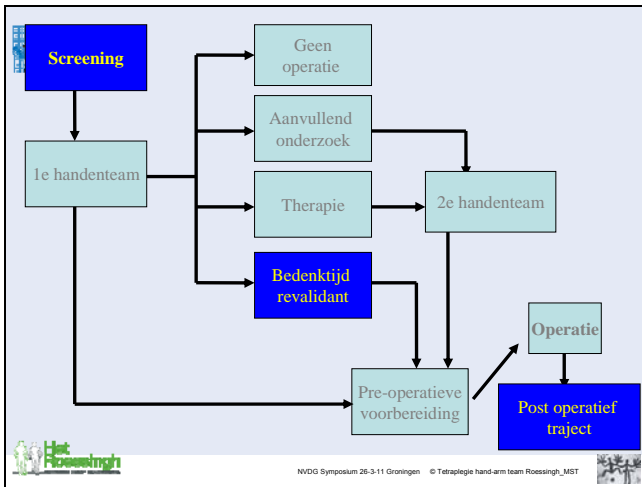 Screening
Geen
operatie
Aanvullend
onderzoek
1e handenteam
Therapie
2e handenteam
Bedenktijd
revalidant
Operatie
Pre-operatieve
voorbereiding
Post operatief
traject
Het
Roessingh
NVDG Symposium 26-3-11 Groningen © Tetraplegie hand-arm team Roessingh_MST